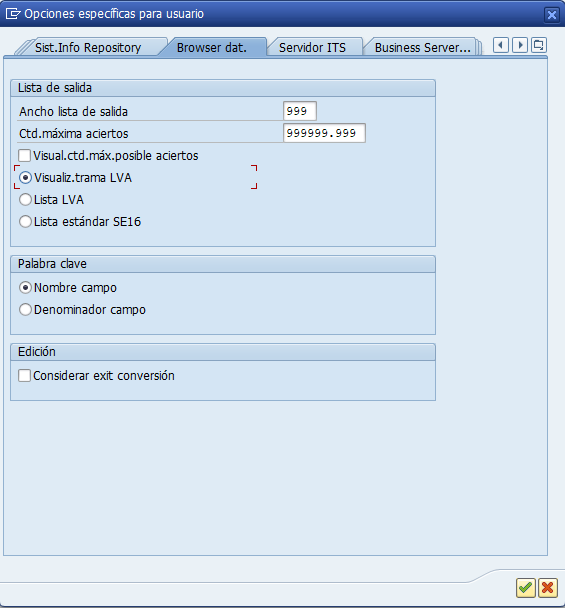 Opciones específicas para usuario
Sist.Info Repository
Browser dat.
Servidor ITS
Business Server...
Lista de salida
Ancho lista de salida 999
Ctd.máxima aciertos 999999.999
Visual.ctd.máx.posible aciertos
Visualiz.trama LVA
Lista LVA
Lista estándar SE16
Palabra clave
Nombre campo
Denominador campo
Edición
Considerar exit conversión